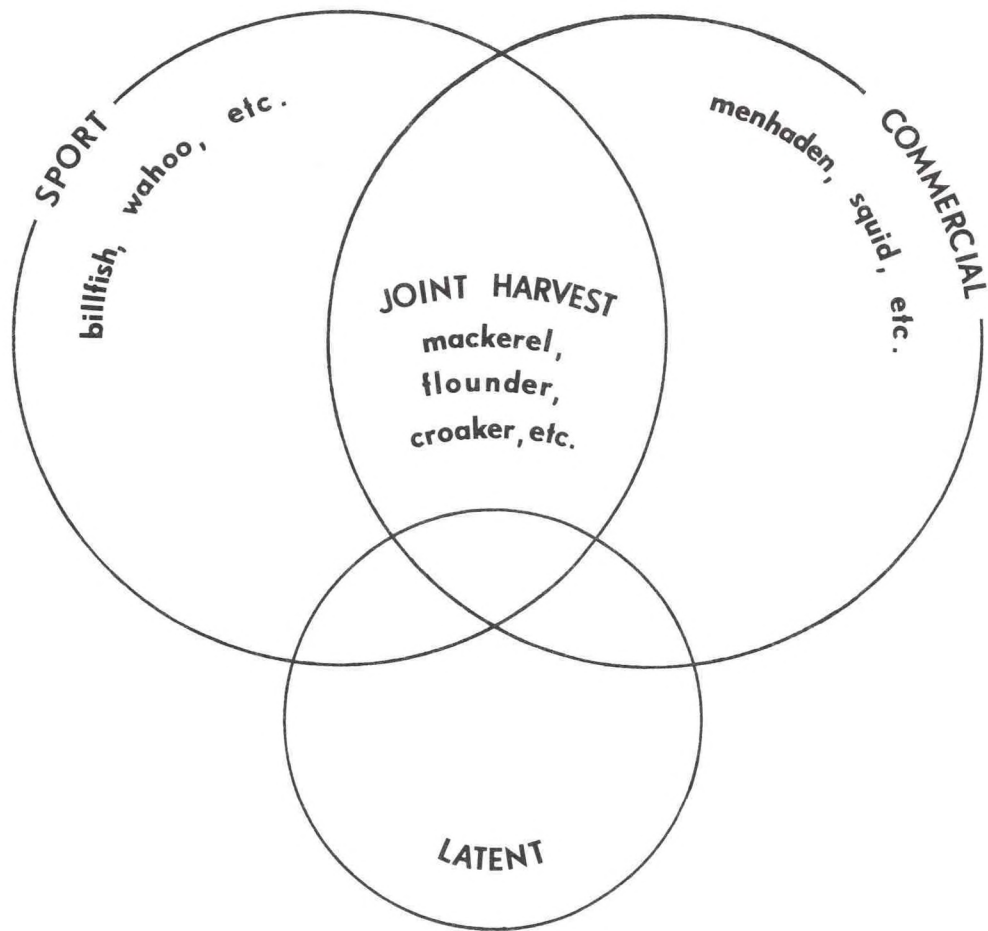 SPORT
billfish, wahoo, etc.
COMMERCIAL
menhaden, squid, etc.
JOINT HARVEST
mackerel,
flounder,
croaker, etc.
LATENT